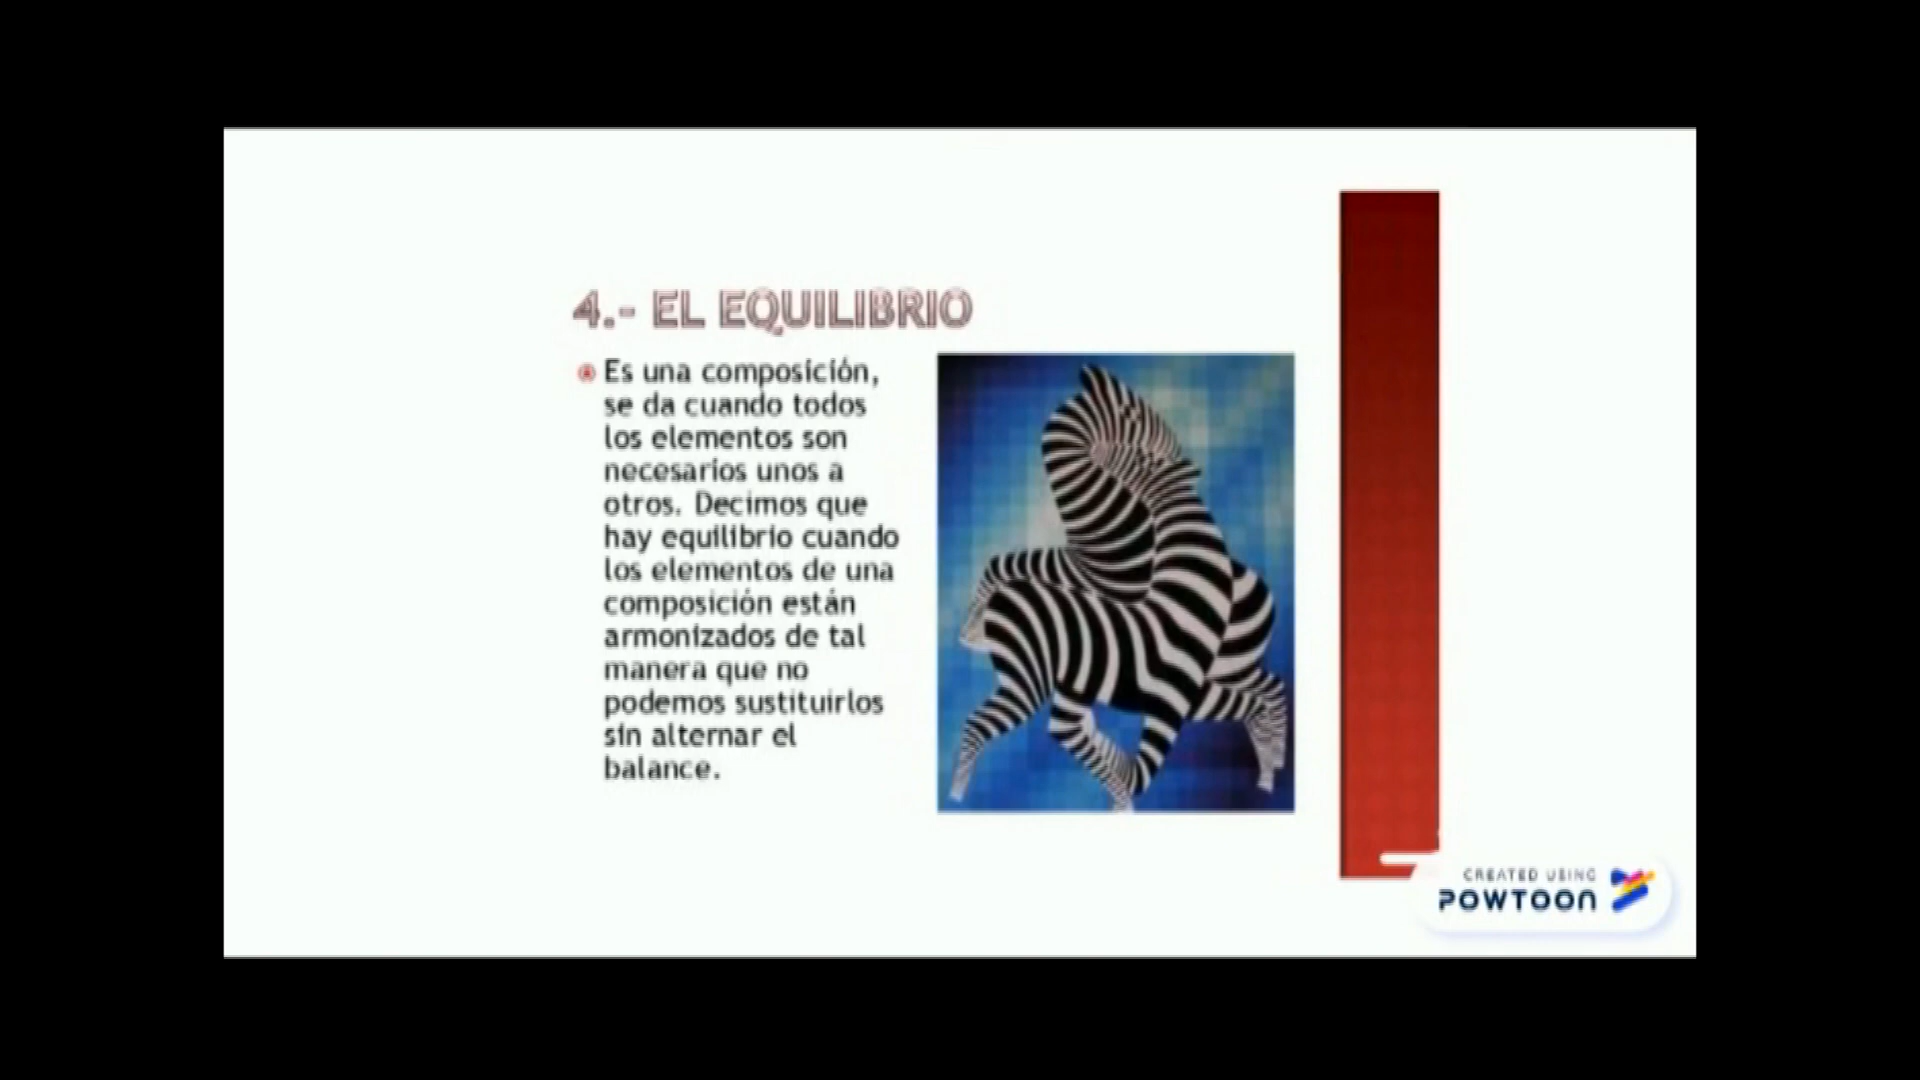 4.- EL EQUILIBRIO
Es una composición,
se da cuando todos
los elementos son
necesarios unos a
otros. Decimos que
hay equilibrio cuando
los elementos de una
composición están
armonizados de tal
manera que no
podemos sustituirlos
sin alternar el
balance.
CREATED USING
POWTOON